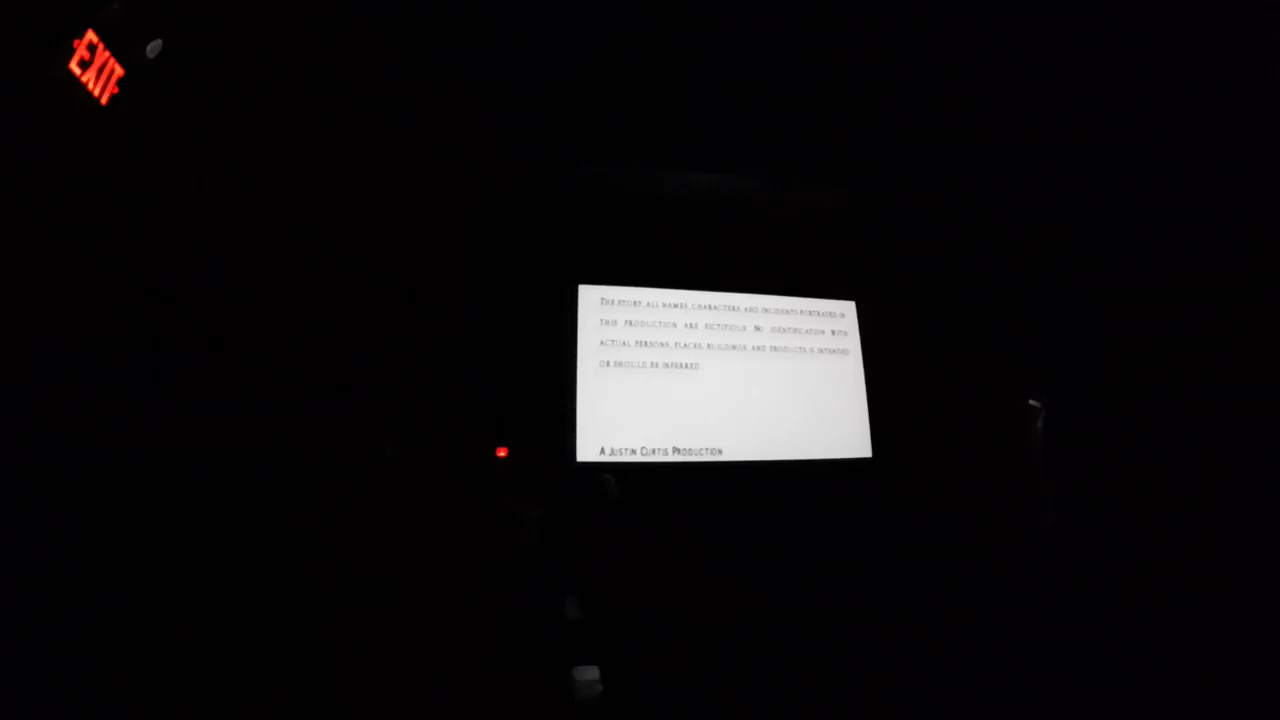 EXIT
THE STORY, ALL NAMES, CHARACTERS AND INCIDENTS PORTRAYED IN
THIS PRODUCTION ARE FICTITIOUS. NO IDENTIFICATION WITH
ACTUAL PERSONS, PLACES, BUILDINGS, AND PRODUCTS IS INTENDED
OR SHOULD BE INFERRED.
A JUSTIN CURTIS PRODUCTION